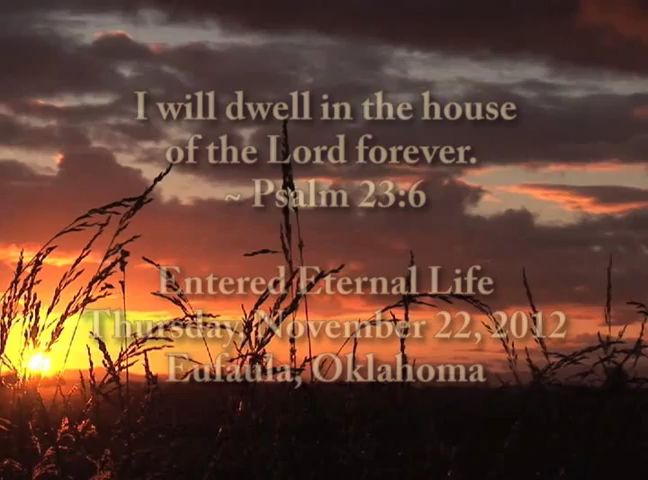 I will dwell in the house
of the Lord forever.
~ Psalm 23:6
Entered Eternal Life
Thursday, November 22, 2012
Eufaula, Oklahoma